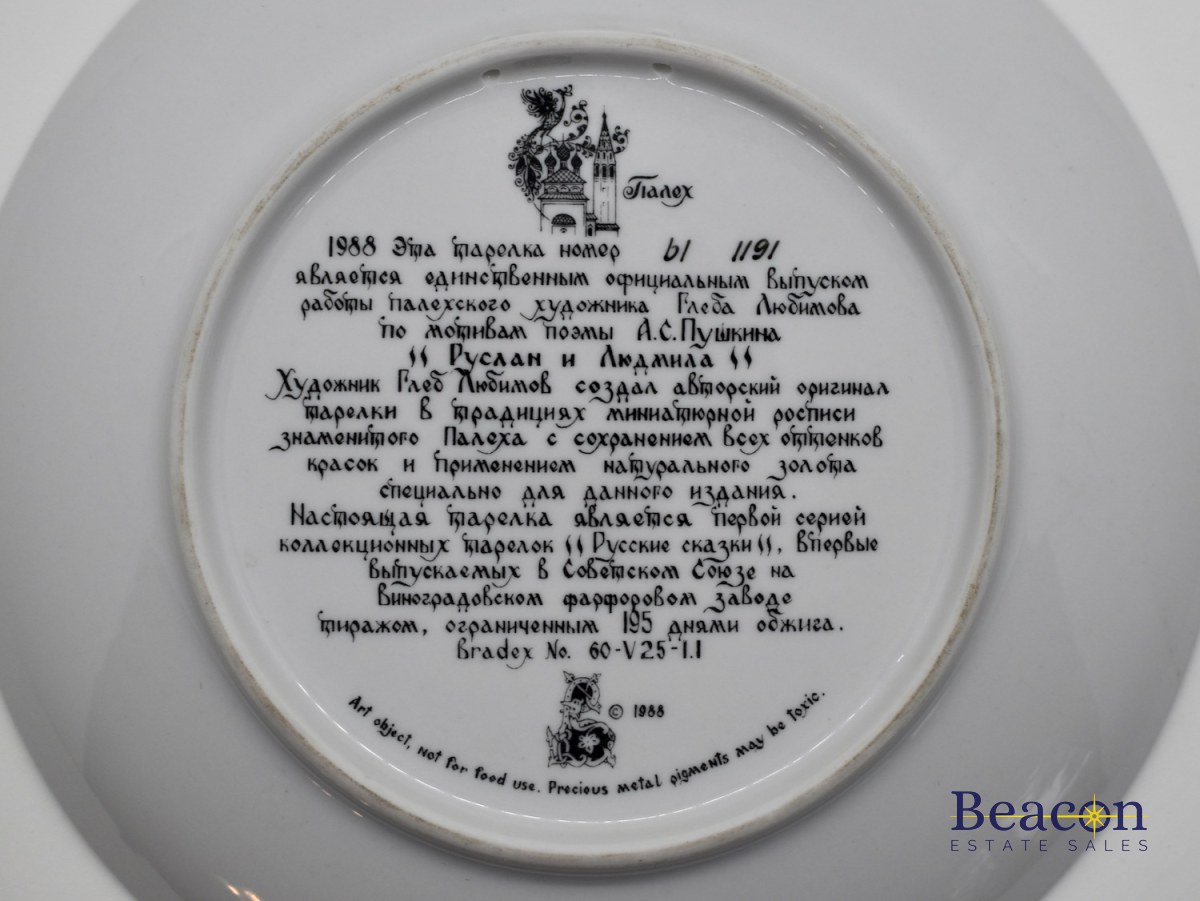 Палех
1988 Эта тарелка номер Ы 1191
является единственным официальным выпуском
работы палехского художника Глеба Любимова
по мотивам поэмы А.С.Пушкина
" Руслан и Людмила "
Художник Глеб Любимов создал авторский оригинал
тарелки в традициях миниатюрной росписи
знаменитого Палеха с сохранением всех оттенков
красок и применением натурального золота
специально для данного издания.
Настоящая тарелка является первой серией
коллекционных тарелок " Русские сказки ", впервые
выпускаемых в Советском Союзе на
Виноградовском фарфоровом заводе
тиражом, ограниченным 195 днями обжига.
Bradex No. 60-V25-1.1
© 1988
Art object, not for food use. Precious metal pigments may be toxic.
Beacon
ESTATE SALES